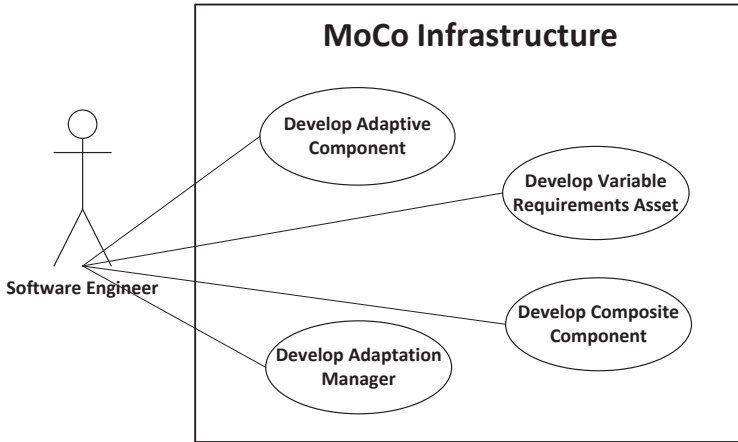 MoCo Infrastructure
Develop Adaptive
Component
Develop Variable
Requirements Asset
Software Engineer
Develop Composite
Component
Develop Adaptation
Manager